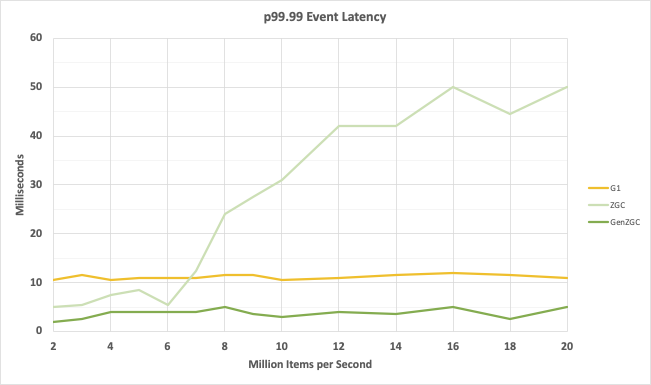 p99.99 Event Latency
60
50
40
30
20
10
0
Milliseconds
2 4 6 8 10 12 14 16 18 20
Million Items per Second
G1
ZGC
GenZGC